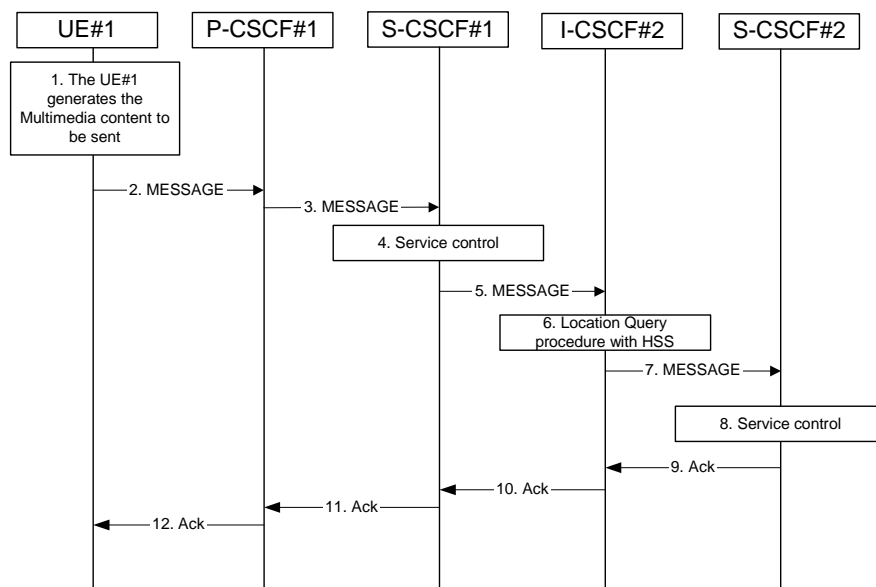 UE#1
P-CSCF#1
S-CSCF#1
I-CSCF#2
S-CSCF#2
1. The UE#1
generates the
Multimedia content to
be sent
2. MESSAGE
3. MESSAGE
4. Service control
5. MESSAGE
6. Location Query
procedure with HSS
7. MESSAGE
8. Service control
9. Ack
10. Ack
11. Ack
12. Ack